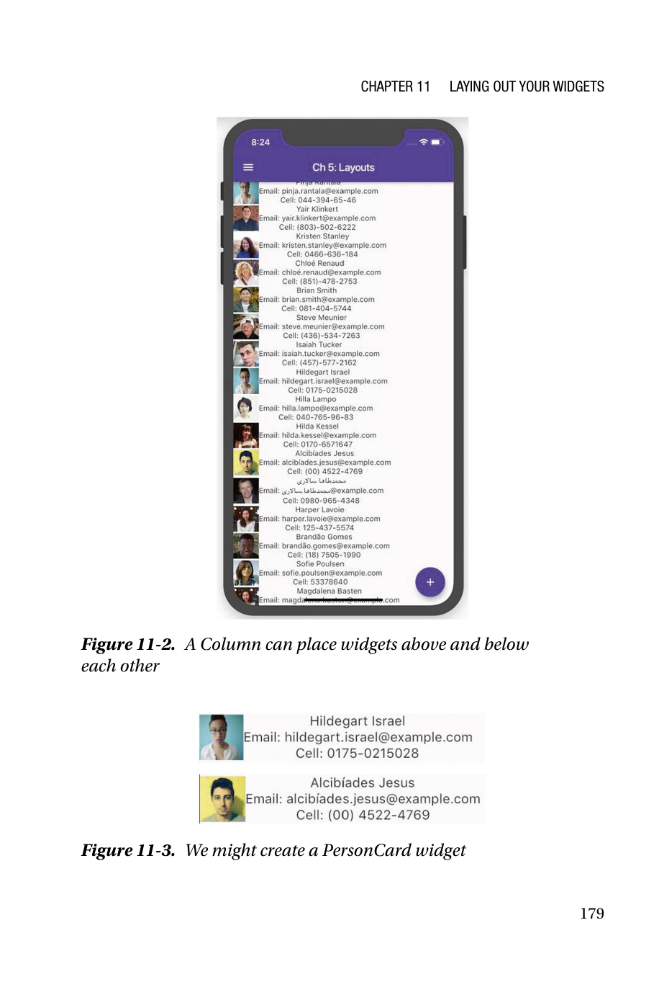 CHAPTER 11 LAYING OUT YOUR WIDGETS
8:24
Ch 5: Layouts
Pinja Rantala
Email: pinja.rantala@example.com
Cell: 044-394-65-46
Yair Klinkert
Email: yair.klinkert@example.com
Cell: (803)-502-6222
Kristen Stanley
Email: kristen.stanley@example.com
Cell: 0466-636-184
Chloé Renaud
Email: chloé.renaud@example.com
Cell: (851)-478-2753
Brian Smith
Email: brian.smith@example.com
Cell: 081-404-5744
Steve Meunier
Email: steve.meunier@example.com
Cell: (436)-534-7263
Isaiah Tucker
Email: isaiah.tucker@example.com
Cell: (457)-577-2162
Hildegart Israel
Email: hildegart.israel@example.com
Cell: 0175-0215028
Hilla Lampo
Email: hilla.lampo@example.com
Cell: 040-765-96-83
Hilda Kessel
Email: hilda.kessel@example.com
Cell: 0170-6571647
Alcibíades Jesus
Email: alcibíades.jesus@example.com
Cell: (00) 4522-4769
محمدطاها سالاری
Email: محمدطاها.سالاری@example.com
Cell: 0980-965-4348
Harper Lavoie
Email: harper.lavoie@example.com
Cell: 125-437-5574
Brandão Gomes
Email: brandão.gomes@example.com
Cell: (18) 7505-1990
Sofie Poulsen
Email: sofie.poulsen@example.com
Cell: 53378640
Magdalena Basten
Email: magdalena.basten@example.com
+
Figure 11-2. A Column can place widgets above and below
each other
Hildegart Israel
Email: hildegart.israel@example.com
Cell: 0175-0215028
Alcibíades Jesus
Email: alcibíades.jesus@example.com
Cell: (00) 4522-4769
Figure 11-3. We might create a PersonCard widget
179